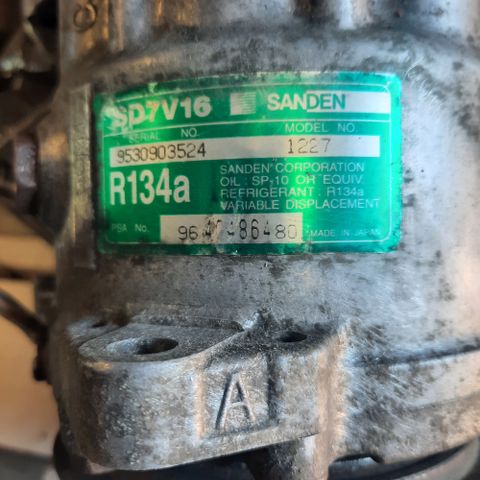 SD7V16 SANDEN
SERIAL NO. MODEL NO.
9530903524 1227
R134a
SANDEN CORPORATION
OIL : SP-10 OR EQUIV.
REFRIGERANT : R134a
VARIABLE DISPLACEMENT
PSA No. MADE IN JAPAN
A